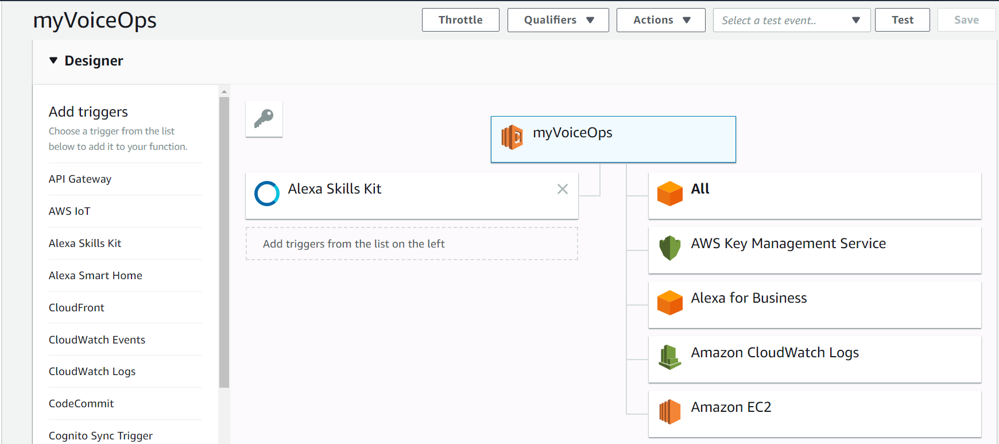 myVoiceOps
Throttle
Qualifiers
Actions
Select a test event..
Test
Save
Designer
Add triggers
Choose a trigger from the list
below to add it to your function.
API Gateway
AWS IoT
Alexa Skills Kit
Alexa Smart Home
CloudFront
CloudWatch Events
CloudWatch Logs
CodeCommit
Cognito Sync Trigger
myVoiceOps
Alexa Skills Kit
Add triggers from the list on the left
All
AWS Key Management Service
Alexa for Business
Amazon CloudWatch Logs
Amazon EC2